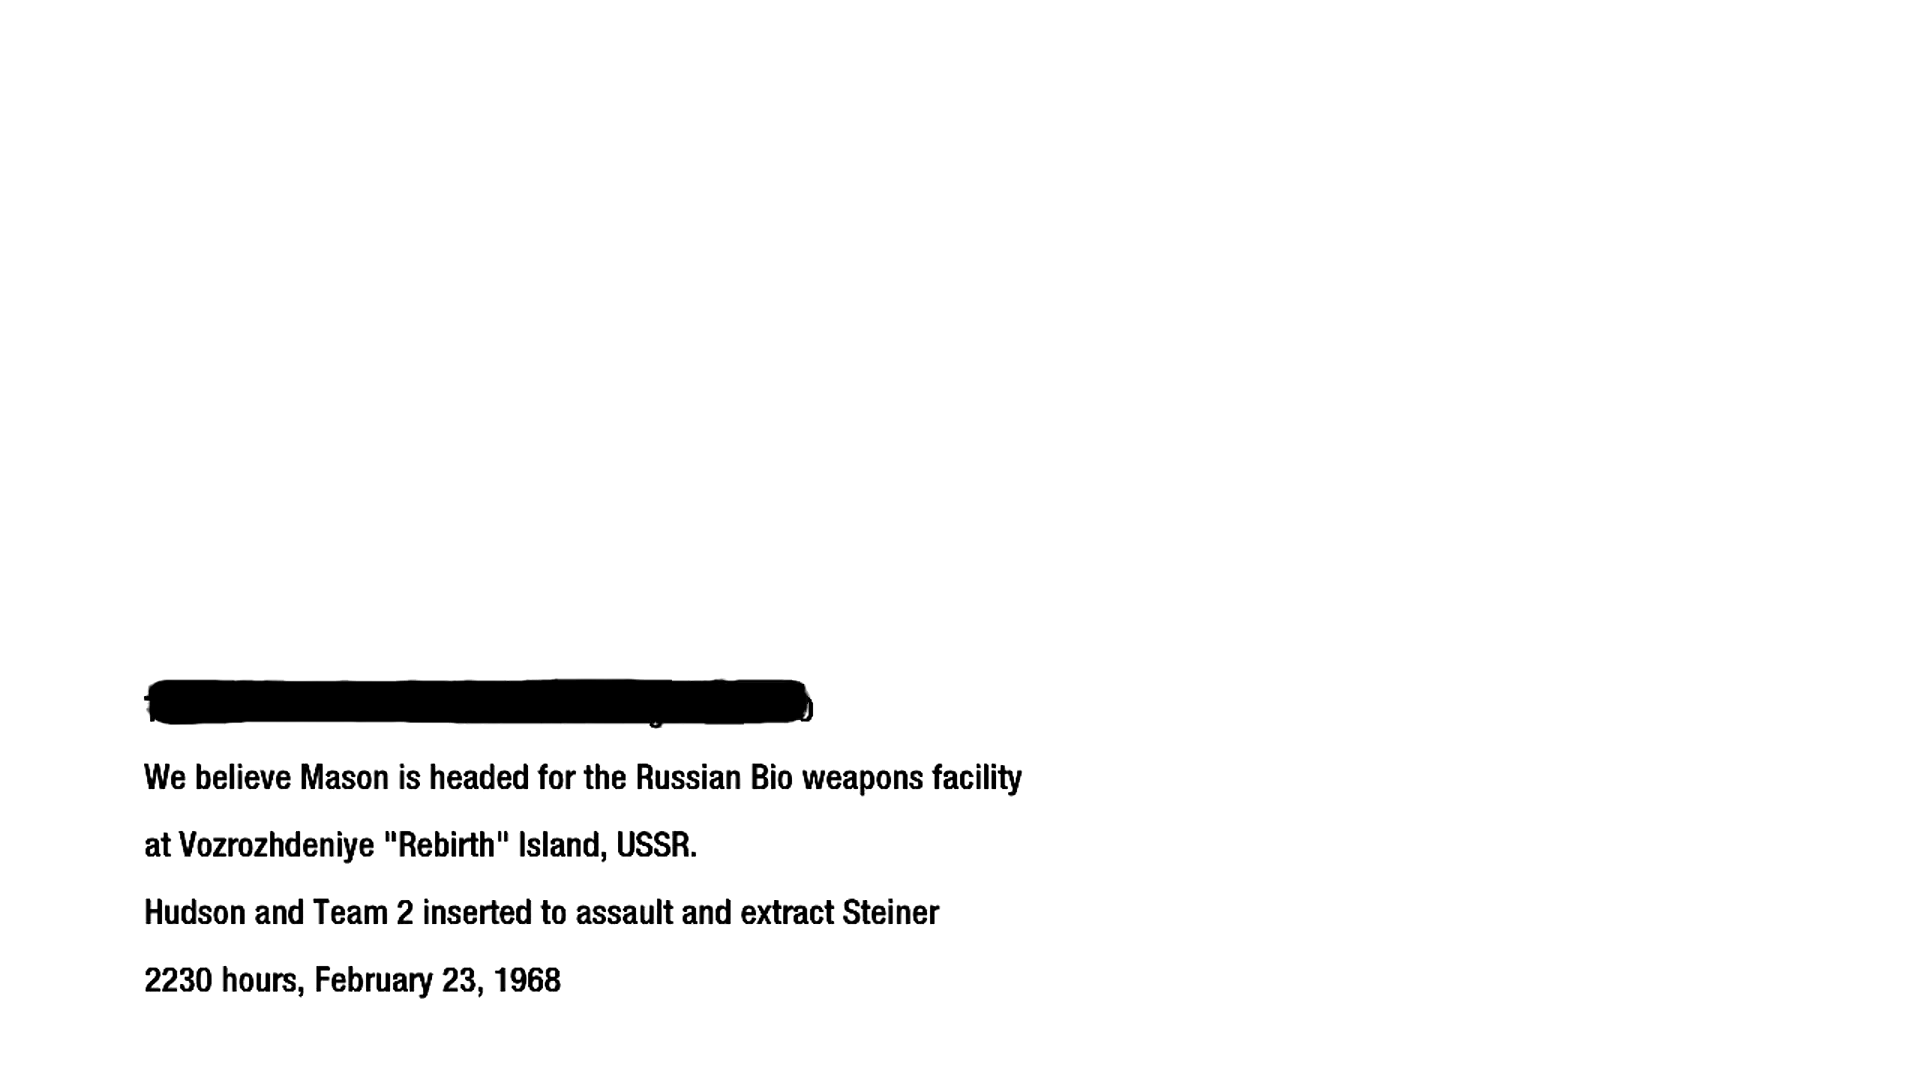 We believe Mason is headed for the Russian Bio weapons facility
at Vozrozhdeniye "Rebirth" Island, USSR.
Hudson and Team 2 inserted to assault and extract Steiner
2230 hours, February 23, 1968